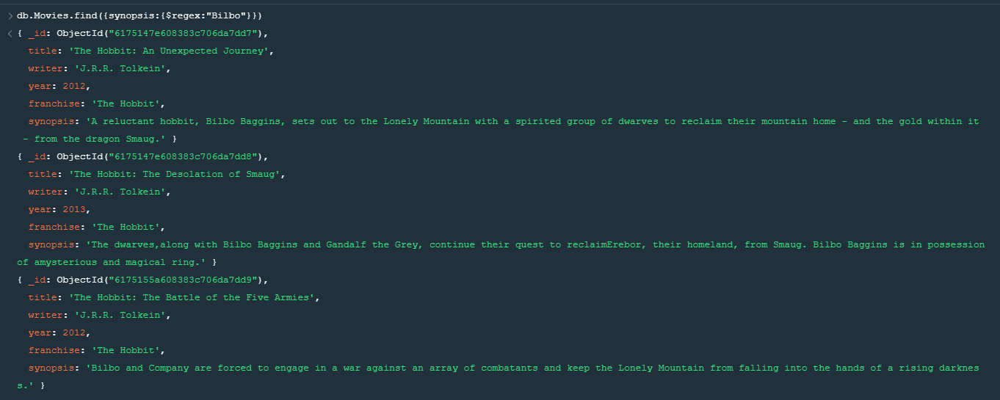 > db.Movies.find({synopsis:{$regex:"Bilbo"}})
< { _id: ObjectId("6175147e608383c706da7dd7"),
title: 'The Hobbit: An Unexpected Journey',
writer: 'J.R.R. Tolkein',
year: 2012,
franchise: 'The Hobbit',
synopsis: 'A reluctant hobbit, Bilbo Baggins, sets out to the Lonely Mountain with a spirited group of dwarves to reclaim their mountain home - and the gold within it
- from the dragon Smaug.' }
{ _id: ObjectId("6175147e608383c706da7dd8"),
title: 'The Hobbit: The Desolation of Smaug',
writer: 'J.R.R. Tolkein',
year: 2013,
franchise: 'The Hobbit',
synopsis: 'The dwarves,along with Bilbo Baggins and Gandalf the Grey, continue their quest to reclaimErebor, their homeland, from Smaug. Bilbo Baggins is in possession
of amysterious and magical ring.' }
{ _id: ObjectId("6175155a608383c706da7dd9"),
title: 'The Hobbit: The Battle of the Five Armies',
writer: 'J.R.R. Tolkein',
year: 2012,
franchise: 'The Hobbit',
synopsis: 'Bilbo and Company are forced to engage in a war against an array of combatants and keep the Lonely Mountain from falling into the hands of a rising darknes
s.' }